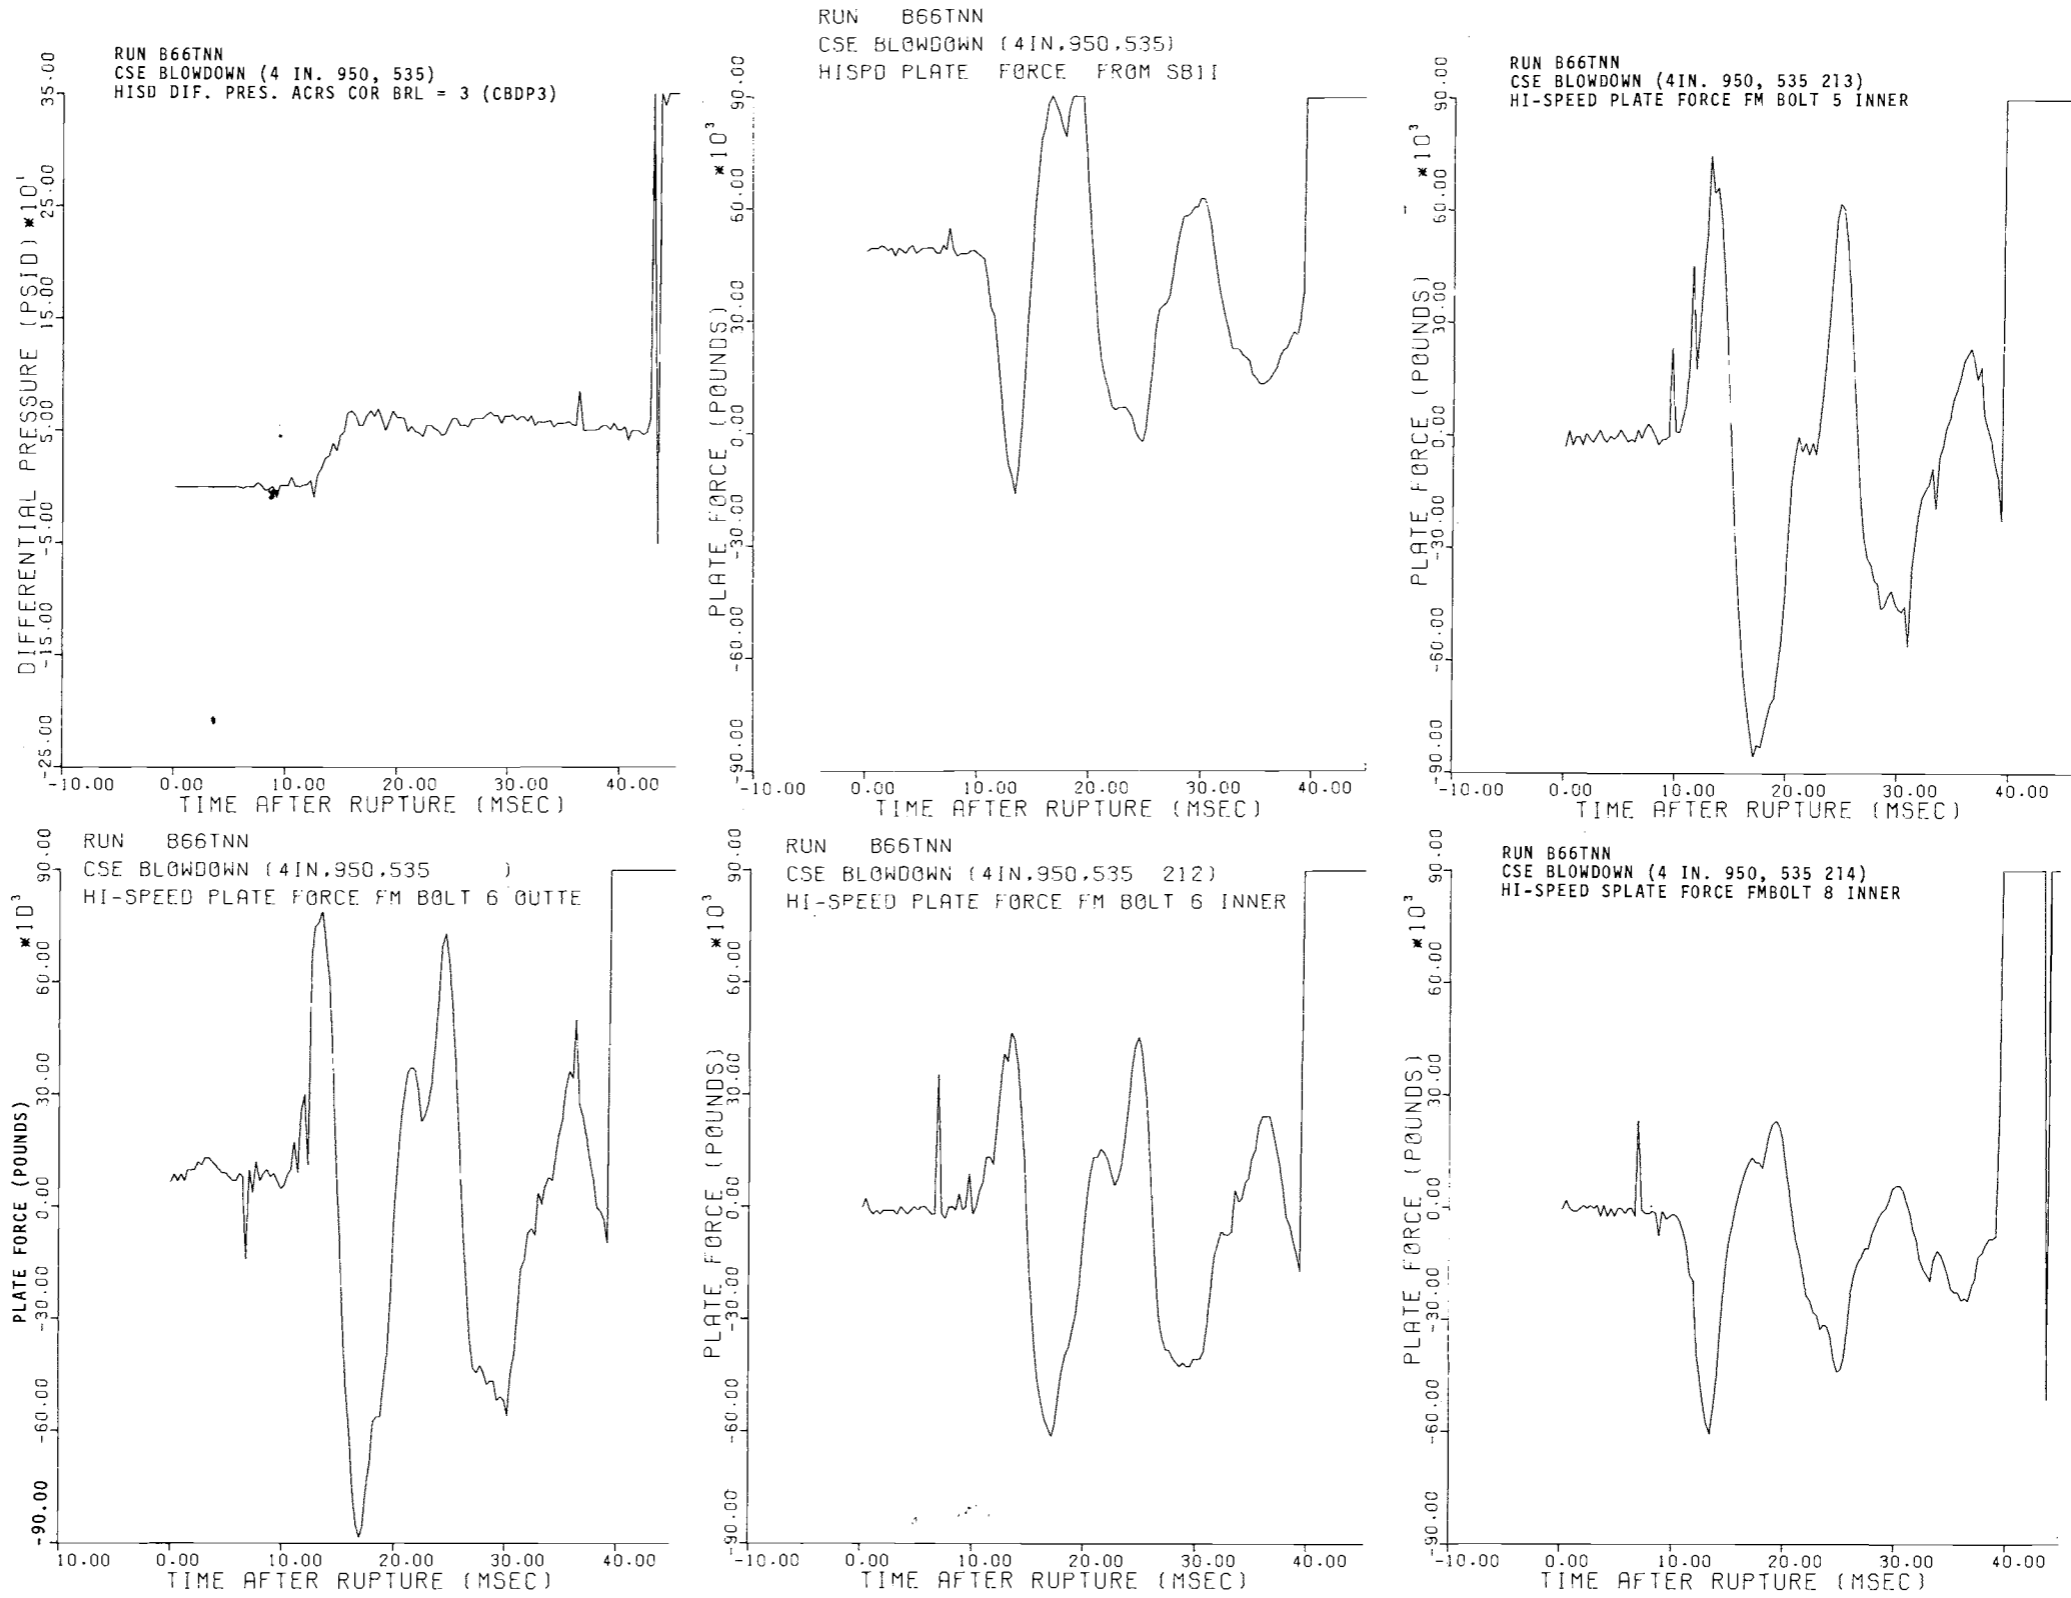 RUN B66TNN
CSE BLOWDOWN (4 IN. 950, 535)
HISD DIF. PRES. ACRS COR BRL = 3 (CBDP3)
DIFFERENTIAL PRESSURE (PSID) *10¹
35.00
25.00
15.00
5.00
-5.00
-15.00
-25.00
-10.00 0.00 10.00 20.00 30.00 40.00
TIME AFTER RUPTURE (MSEC)
RUN B66TNN
CSE BLOWDOWN (4IN.950.535)
HISPD PLATE FORCE FROM SB1I
PLATE FORCE (POUNDS) *10³
90.00
60.00
30.00
0.00
-30.00
-60.00
-90.00
-10.00 0.00 10.00 20.00 30.00 40.00
TIME AFTER RUPTURE (MSEC)
RUN B66TNN
CSE BLOWDOWN (4IN. 950, 535 213)
HI-SPEED PLATE FORCE FM BOLT 5 INNER
PLATE FORCE (POUNDS) *10³
90.00
60.00
30.00
0.00
-30.00
-60.00
-90.00
-10.00 0.00 10.00 20.00 30.00 40.00
TIME AFTER RUPTURE (MSEC)
RUN B66TNN
CSE BLOWDOWN (4IN.950.535 )
HI-SPEED PLATE FORCE FM BOLT 6 OUTTE
PLATE FORCE (POUNDS) *10³
90.00
60.00
30.00
0.00
-30.00
-60.00
-90.00
10.00 0.00 10.00 20.00 30.00 40.00
TIME AFTER RUPTURE (MSEC)
RUN B66TNN
CSE BLOWDOWN (4IN.950.535 212)
HI-SPEED PLATE FORCE FM BOLT 6 INNER
PLATE FORCE (POUNDS) *10³
90.00
60.00
30.00
0.00
-30.00
-60.00
-90.00
-10.00 0.00 10.00 20.00 30.00 40.00
TIME AFTER RUPTURE (MSEC)
RUN B66TNN
CSE BLOWDOWN (4 IN. 950, 535 214)
HI-SPEED SPLATE FORCE FMBOLT 8 INNER
PLATE FORCE (POUNDS) *10³
90.00
60.00
30.00
0.00
-30.00
-60.00
-90.00
-10.00 0.00 10.00 20.00 30.00 40.00
TIME AFTER RUPTURE (MSEC)